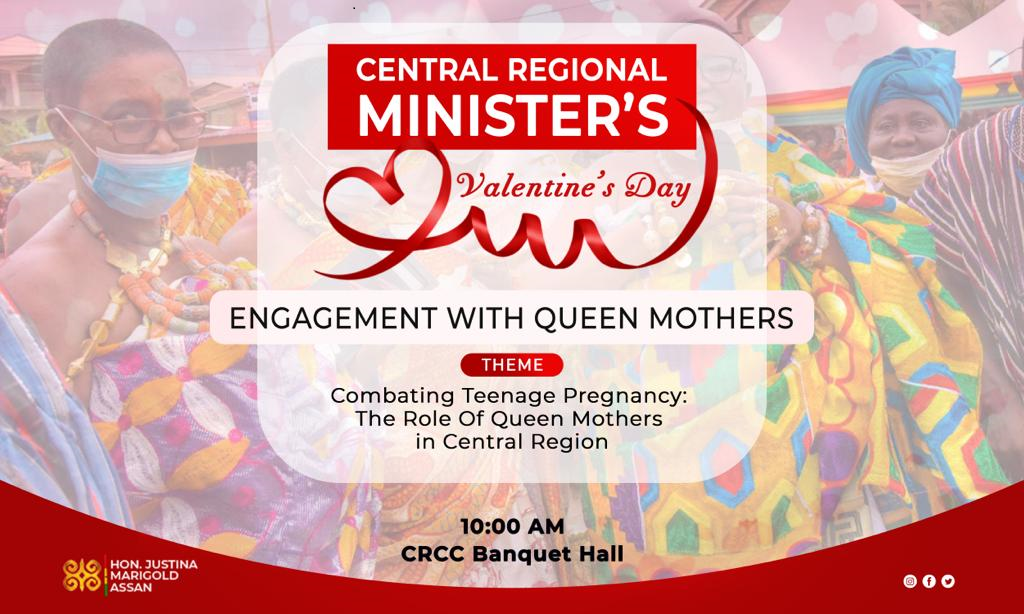 CENTRAL REGIONAL
MINISTER'S
Valentine's Day
ENGAGEMENT WITH QUEEN MOTHERS
THEME
Combating Teenage Pregnancy:
The Role Of Queen Mothers
in Central Region
10:00 AM
CRCC Banquet Hall
HON. JUSTINA
MARIGOLD
ASSAN